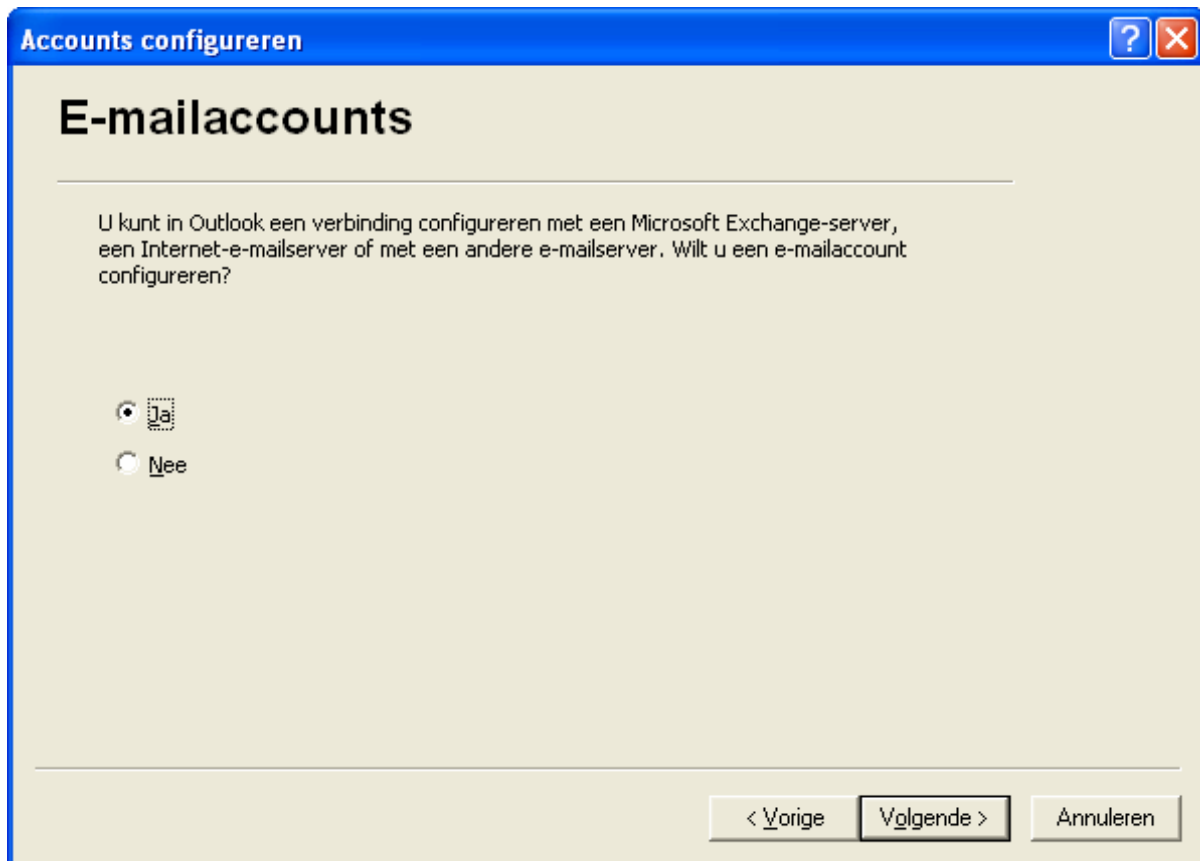 Accounts configureren
E-mailaccounts
U kunt in Outlook een verbinding configureren met een Microsoft Exchange-server,
een Internet-e-mailserver of met een andere e-mailserver. Wilt u een e-mailaccount
configureren?
Ja
Nee
< Vorige
Volgende >
Annuleren